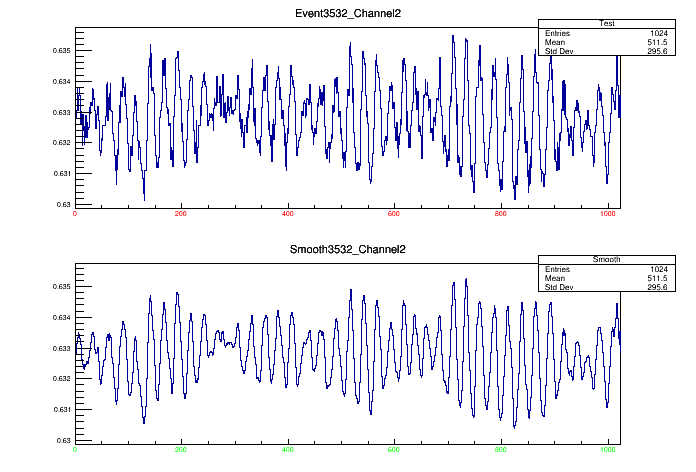 Event3532_Channel2
Test
Entries 1024
Mean 511.5
Std Dev 295.6
0.635
0.634
0.633
0.632
0.631
0.63
0 200 400 600 800 1000
Smooth3532_Channel2
Smooth
Entries 1024
Mean 511.5
Std Dev 295.6
0.635
0.634
0.633
0.632
0.631
0.63
0 200 400 600 800 1000